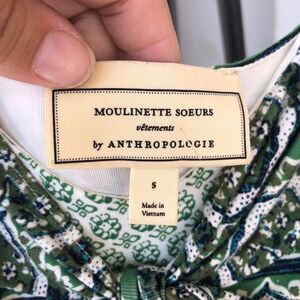 MOULINETTE SOEURS
vêtements
by ANTHROPOLOGIE
S
Made in
Vietnam